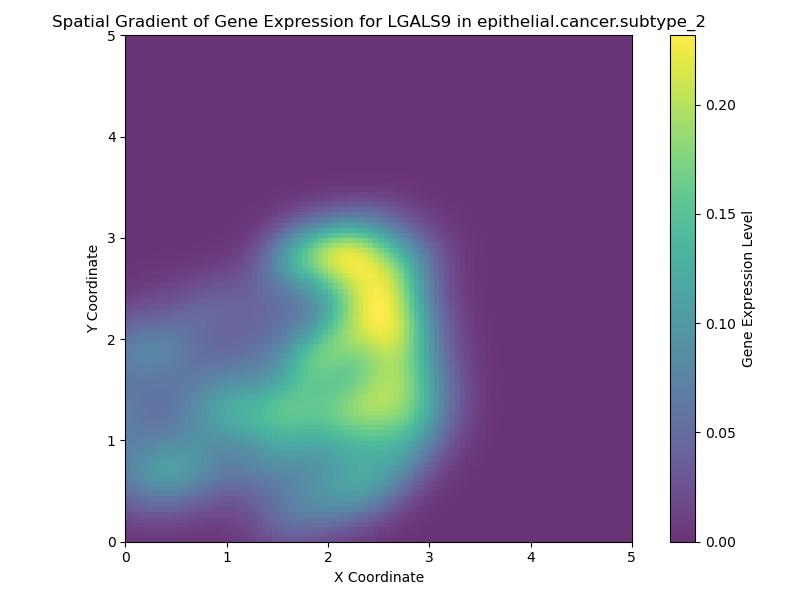 Spatial Gradient of Gene Expression for LGALS9 in epithelial.cancer.subtype_2
5
4
3
2
1
0
Y Coordinate
0 1 2 3 4 5
X Coordinate
0.20
0.15
0.10
0.05
0.00
Gene Expression Level